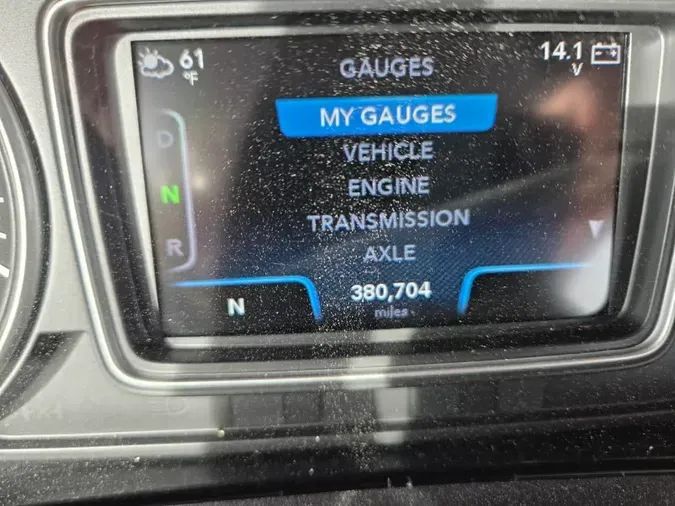 61
°F
GAUGES
14.1
V
MY GAUGES
VEHICLE
D
ENGINE
N
TRANSMISSION
R
AXLE
N
380,704
miles